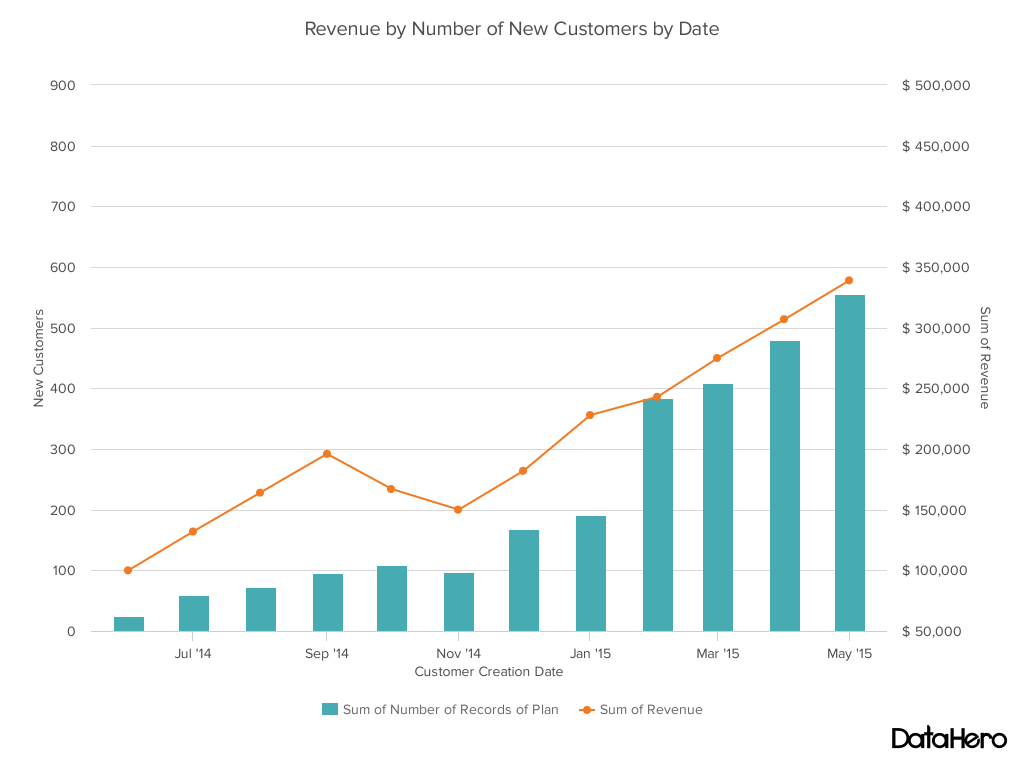 Revenue by Number of New Customers by Date
900
800
700
600
500
400
300
200
100
0
New Customers
$ 500,000
$ 450,000
$ 400,000
$ 350,000
$ 300,000
$ 250,000
$ 200,000
$ 150,000
$ 100,000
$ 50,000
Sum of Revenue
Jul '14 Sep '14 Nov '14 Jan '15 Mar '15 May '15
Customer Creation Date
Sum of Number of Records of Plan Sum of Revenue
DataHero